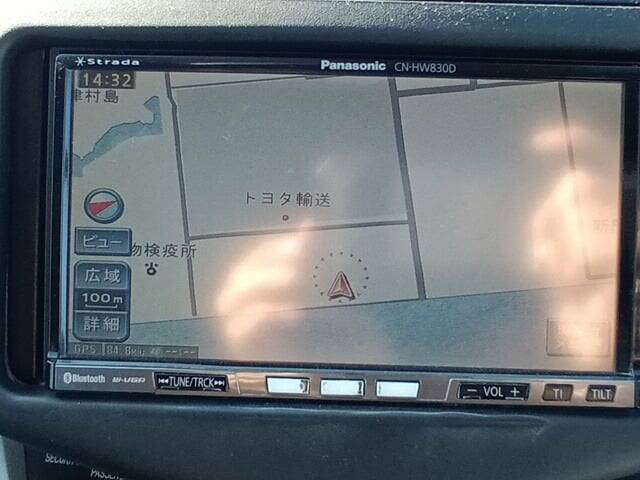 Strada
Panasonic CN-HW830D
14:32
津村島
トヨタ輸送
ビュー
物検疫所
広域
100m
詳細
GPS
Bluetooth
TUNE/TRCK
− VOL +
TI
TILT